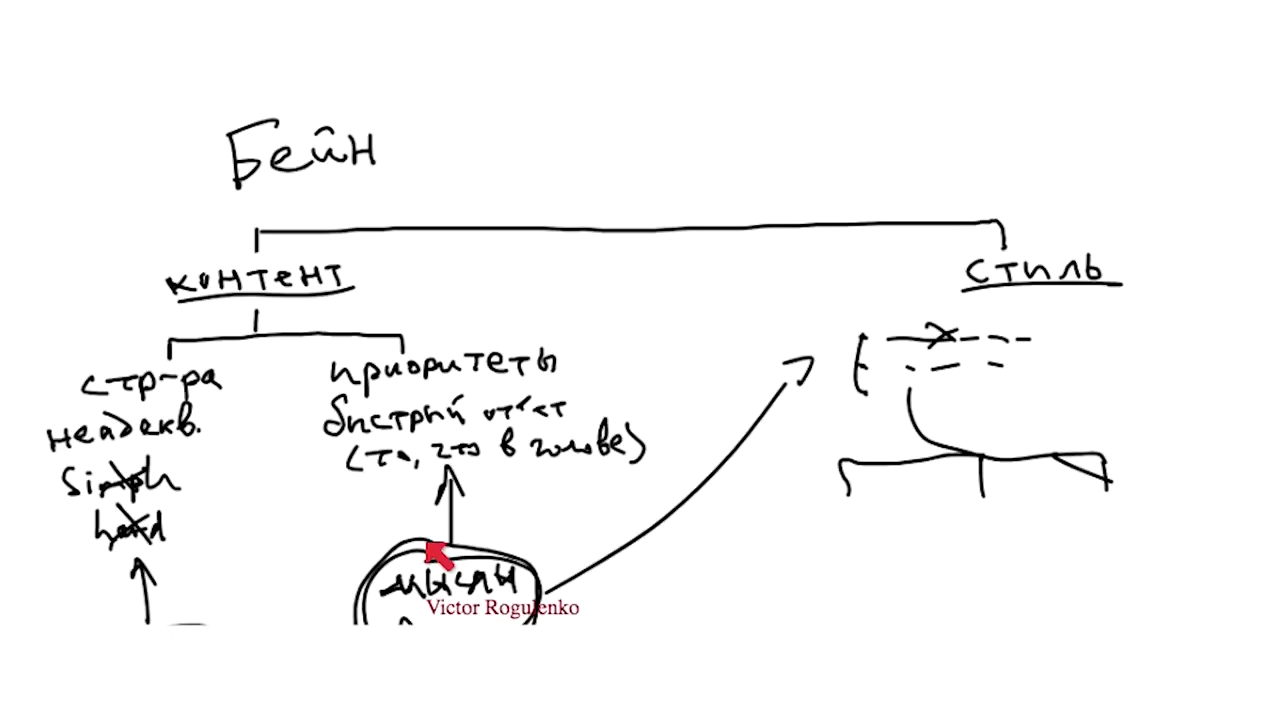 Бейн
контент
стиль
стр-ра
неадекв.
приоритеты
быстрый ответ
(то, что в голове)
мысли
Victor Rogulenko